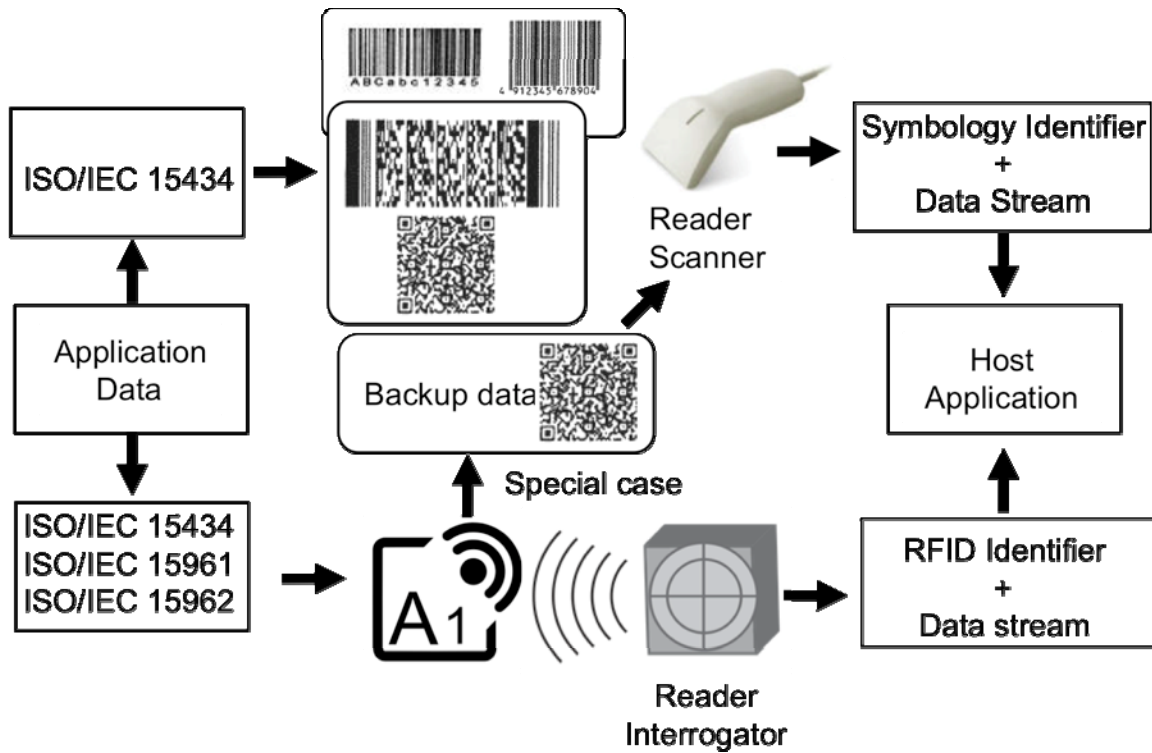 ABCabc12345
4 912345 678904
ISO/IEC 15434
Symbology Identifier
+
Data Stream
Reader
Scanner
Application
Data
Backup data
Host
Application
Special case
ISO/IEC 15434
ISO/IEC 15961
ISO/IEC 15962
A1
RFID Identifier
+
Data stream
Reader
Interrogator